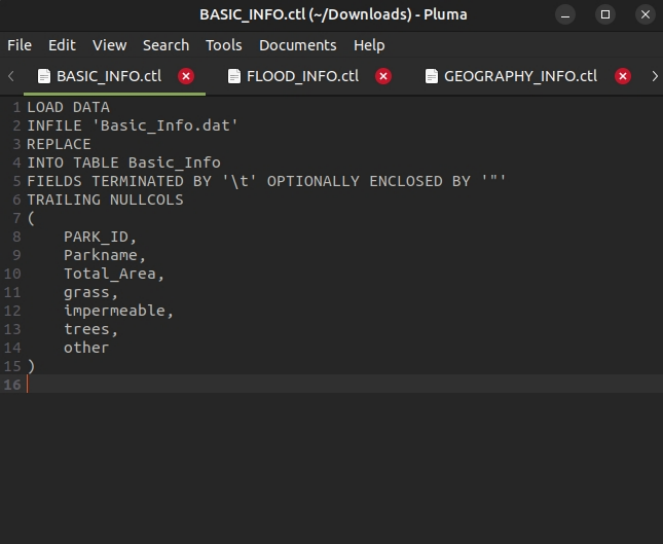 BASIC_INFO.ctl (~/Downloads) - Pluma
File Edit View Search Tools Documents Help
BASIC_INFO.ctl FLOOD_INFO.ctl GEOGRAPHY_INFO.ctl
1 LOAD DATA
2 INFILE 'Basic_Info.dat'
3 REPLACE
4 INTO TABLE Basic_Info
5 FIELDS TERMINATED BY '\t' OPTIONALLY ENCLOSED BY '"'
6 TRAILING NULLCOLS
7 (
8 PARK_ID,
9 Parkname,
10 Total_Area,
11 grass,
12 impermeable,
13 trees,
14 other
15 )
16